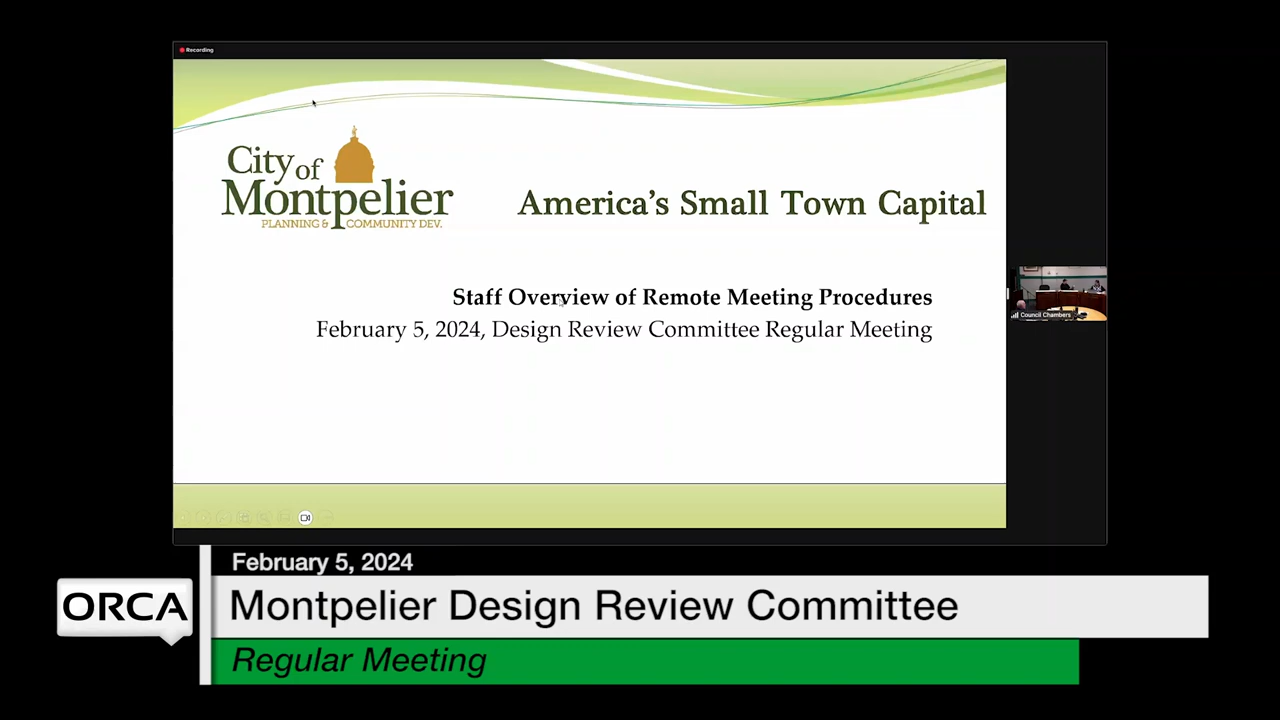 Recording
City of
Montpelier
PLANNING & COMMUNITY DEV.
America's Small Town Capital
Staff Overview of Remote Meeting Procedures
February 5, 2024, Design Review Committee Regular Meeting
Council Chambers
February 5, 2024
ORCA
Montpelier Design Review Committee
Regular Meeting